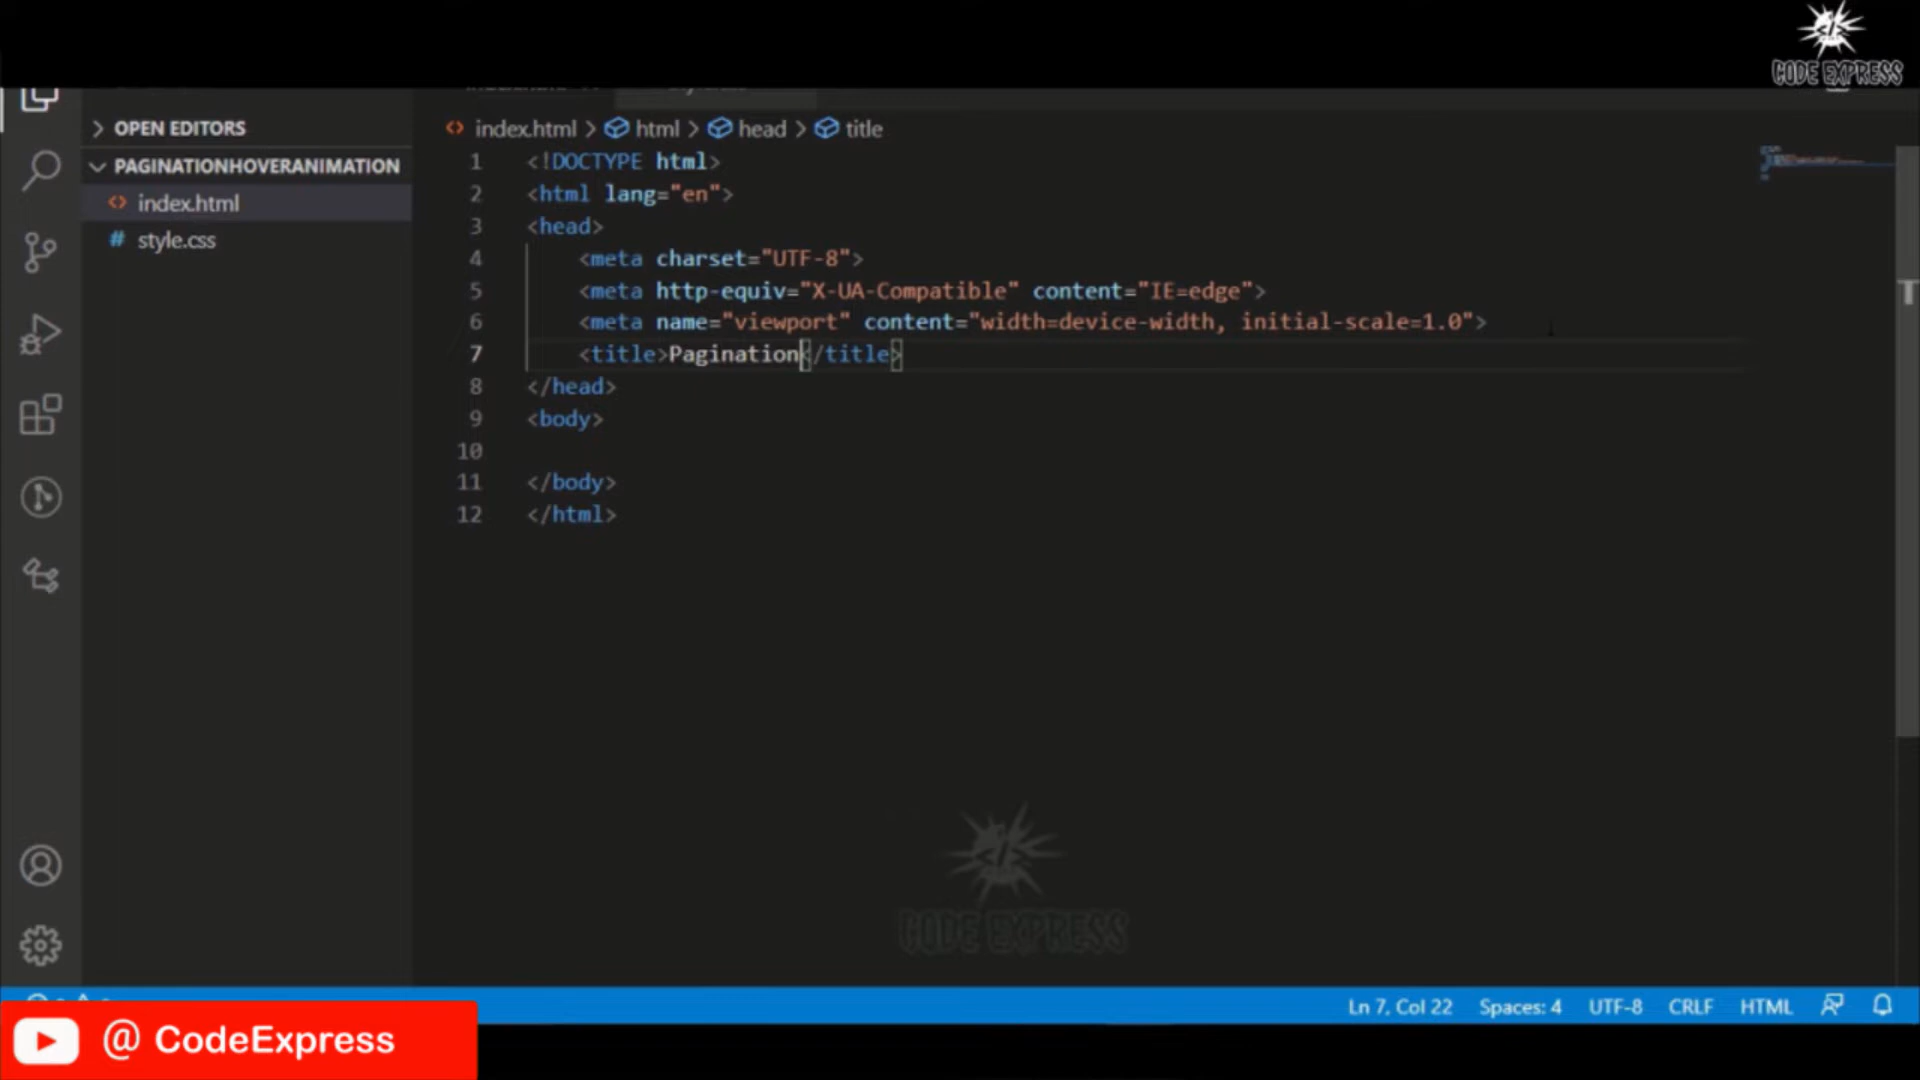 CODE EXPRESS
OPEN EDITORS
PAGINATIONHOVERANIMATION
index.html
style.css
index.html > html > head > title
1 <!DOCTYPE html>
2 <html lang="en">
3 <head>
4 <meta charset="UTF-8">
5 <meta http-equiv="X-UA-Compatible" content="IE=edge">
6 <meta name="viewport" content="width=device-width, initial-scale=1.0">
7 <title>Pagination</title>
8 </head>
9 <body>
10
11 </body>
12 </html>
CODE EXPRESS
Ln 7, Col 22 Spaces: 4 UTF-8 CRLF HTML
@ CodeExpress